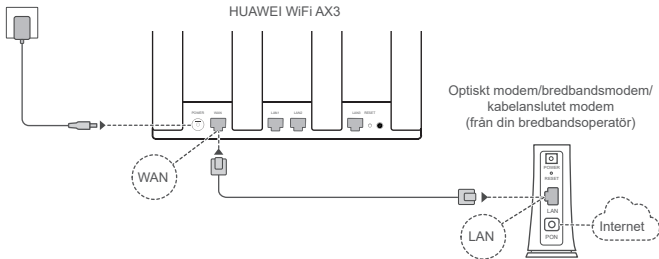 HUAWEI WiFi AX3
Optiskt modem/bredbandsmodem/
kabelanslutet modem
(från din bredbandsoperatör)
POWER WAN LAN1 LAN2 LAN3 RESET
WAN
POWER
RESET
LAN
PON
LAN
Internet